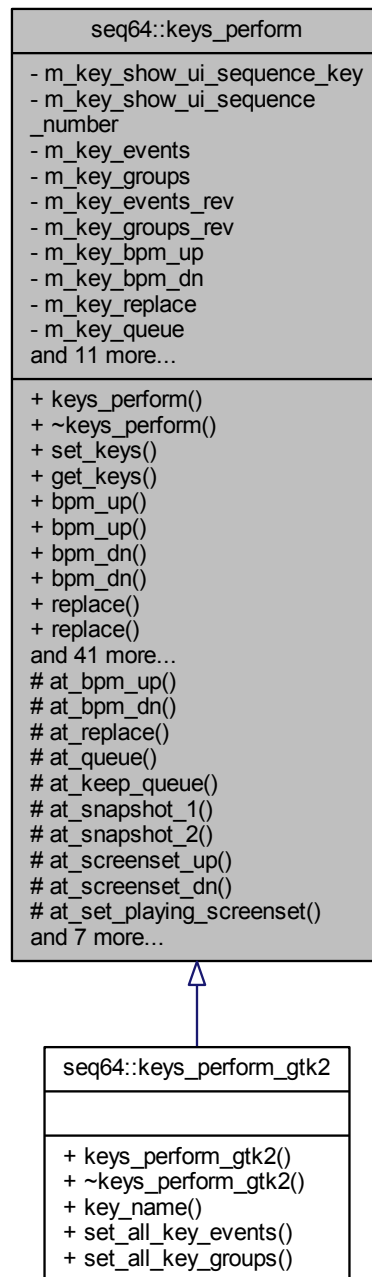 seq64::keys_perform
- m_key_show_ui_sequence_key
- m_key_show_ui_sequence
_number
- m_key_events
- m_key_groups
- m_key_events_rev
- m_key_groups_rev
- m_key_bpm_up
- m_key_bpm_dn
- m_key_replace
- m_key_queue
and 11 more...
+ keys_perform()
+ ~keys_perform()
+ set_keys()
+ get_keys()
+ bpm_up()
+ bpm_up()
+ bpm_dn()
+ bpm_dn()
+ replace()
+ replace()
and 41 more...
# at_bpm_up()
# at_bpm_dn()
# at_replace()
# at_queue()
# at_keep_queue()
# at_snapshot_1()
# at_snapshot_2()
# at_screenset_up()
# at_screenset_dn()
# at_set_playing_screenset()
and 7 more...
seq64::keys_perform_gtk2
+ keys_perform_gtk2()
+ ~keys_perform_gtk2()
+ key_name()
+ set_all_key_events()
+ set_all_key_groups()